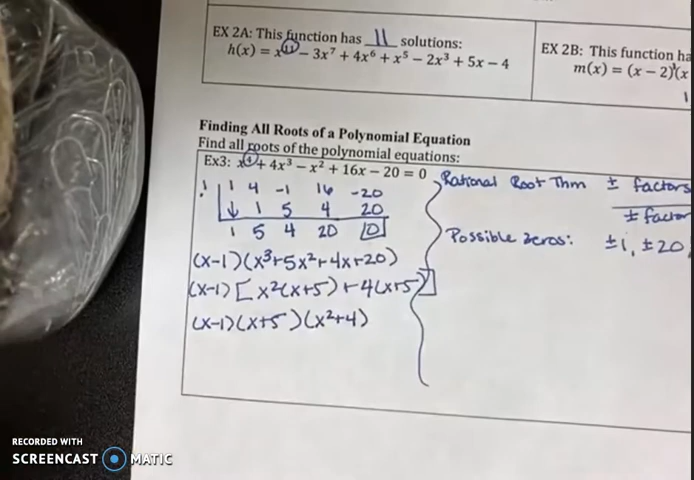 EX 2A: This function has 11 solutions:
h(x) = x¹¹ − 3x⁷ + 4x⁶ + x⁵ − 2x³ + 5x − 4
EX 2B: This function ha
m(x) = (x − 2)³(x
Finding All Roots of a Polynomial Equation
Find all roots of the polynomial equations:
Ex3: x⁴ + 4x³ − x² + 16x − 20 = 0
1 1 4 -1 16 -20
↓ 1 5 4 20
1 5 4 20 0
(x-1)(x³+5x²+4x+20)
(x-1)[x²(x+5)+4(x+5)]
(x-1)(x+5)(x²+4)
Rational Root Thm ± factors
± factor
Possible zeros: ±1, ±20,
RECORDED WITH
SCREENCAST MATIC